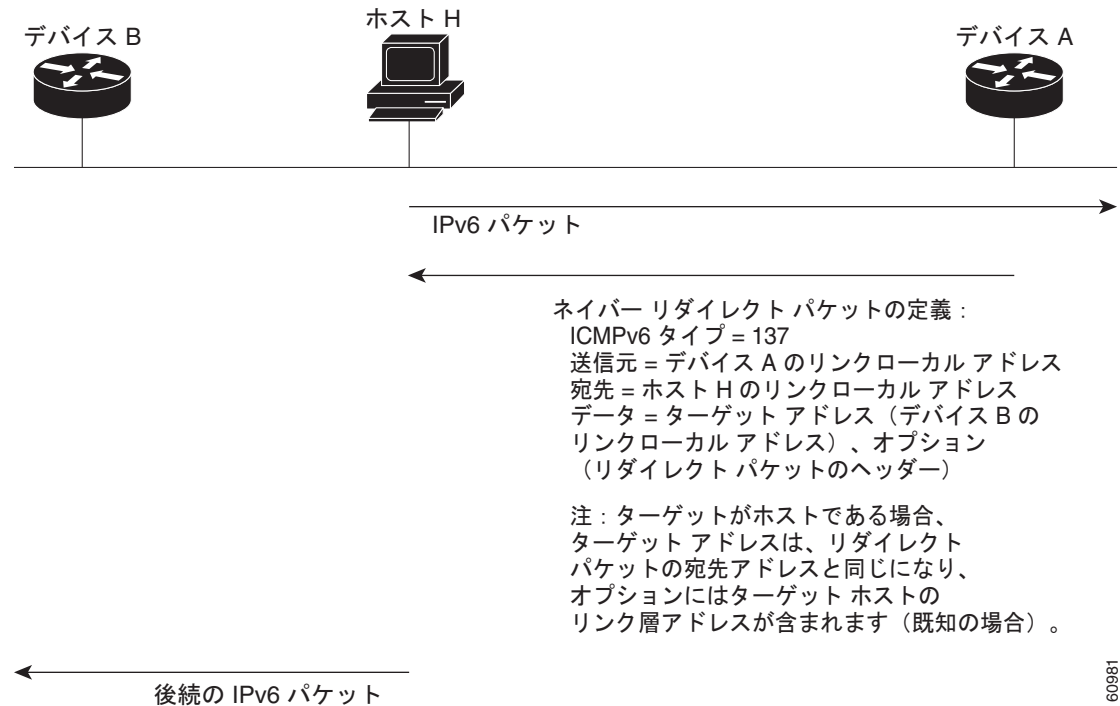 デバイス B
ホスト H
デバイス A
IPv6 パケット
ネイバー リダイレクト パケットの定義：
ICMPv6 タイプ = 137
送信元 = デバイス A のリンクローカル アドレス
宛先 = ホスト H のリンクローカル アドレス
データ = ターゲット アドレス（デバイス B の
リンクローカル アドレス）、オプション
（リダイレクト パケットのヘッダー）
注：ターゲットがホストである場合、
ターゲット アドレスは、リダイレクト
パケットの宛先アドレスと同じになり、
オプションにはターゲット ホストの
リンク層アドレスが含まれます（既知の場合）。
後続の IPv6 パケット
60981